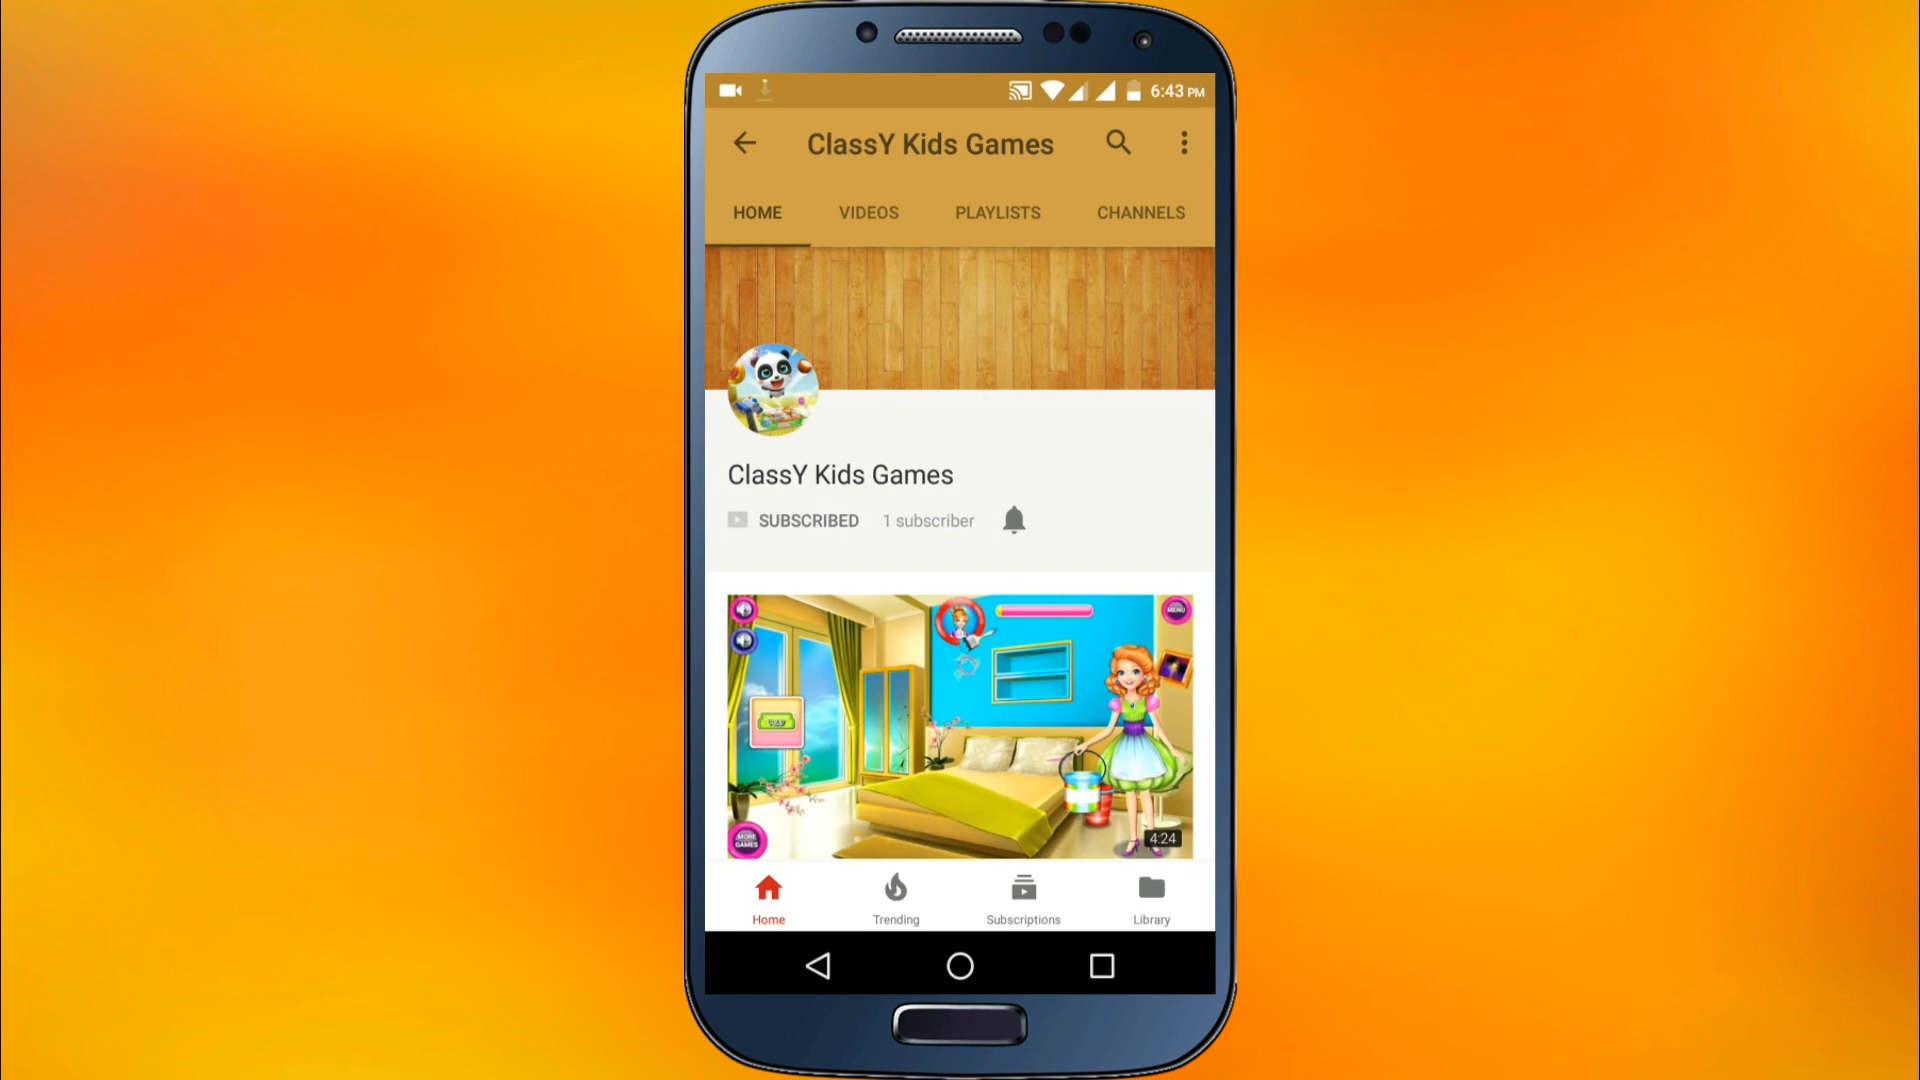 6:43 PM
ClassY Kids Games
HOME VIDEOS PLAYLISTS CHANNELS
ClassY Kids Games
SUBSCRIBED 1 subscriber
MENU
MORE GAMES
4:24
Home Trending Subscriptions Library